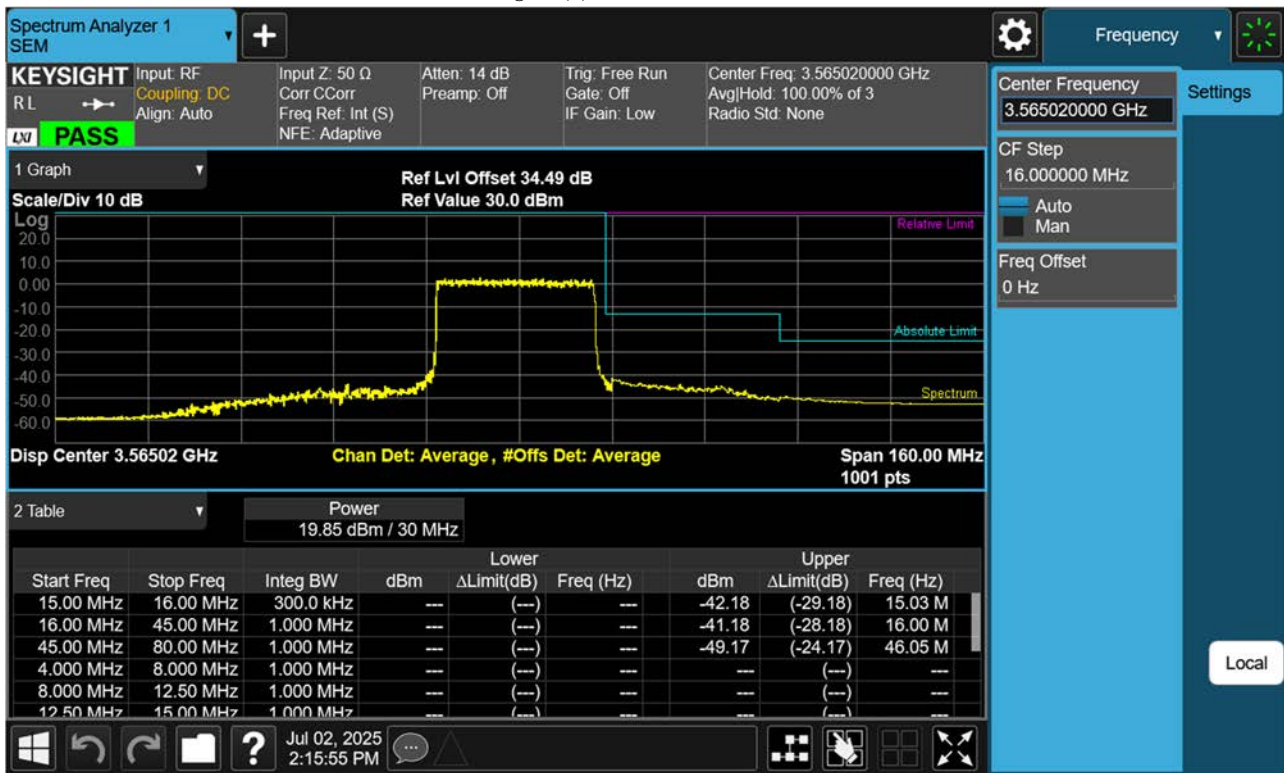 Spectrum Analyzer 1
SEM
+
Frequency
KEYSIGHT
RL
LXI PASS
Input: RF
Coupling: DC
Align: Auto
Input Z: 50 Ω
Corr CCorr
Freq Ref: Int (S)
NFE: Adaptive
Atten: 14 dB
Preamp: Off
Trig: Free Run
Gate: Off
IF Gain: Low
Center Freq: 3.565020000 GHz
Avg|Hold: 100.00% of 3
Radio Std: None
Center Frequency
3.565020000 GHz
Settings
CF Step
16.000000 MHz
Auto
Man
Freq Offset
0 Hz
Local
1 Graph
Scale/Div 10 dB
Ref Lvl Offset 34.49 dB
Ref Value 30.0 dBm
Log
20.0
10.0
0.00
-10.0
-20.0
-30.0
-40.0
-50.0
-60.0
Relative Limit
Absolute Limit
Spectrum
Disp Center 3.56502 GHz
Chan Det: Average , #Offs Det: Average
Span 160.00 MHz
1001 pts
2 Table
Power
19.85 dBm / 30 MHz
Lower Upper
Start Freq Stop Freq Integ BW dBm ΔLimit(dB) Freq (Hz) dBm ΔLimit(dB) Freq (Hz)
15.00 MHz 16.00 MHz 300.0 kHz --- (---) --- -42.18 (-29.18) 15.03 M
16.00 MHz 45.00 MHz 1.000 MHz --- (---) --- -41.18 (-28.18) 16.00 M
45.00 MHz 80.00 MHz 1.000 MHz --- (---) --- -49.17 (-24.17) 46.05 M
4.000 MHz 8.000 MHz 1.000 MHz --- (---) --- --- (---) ---
8.000 MHz 12.50 MHz 1.000 MHz --- (---) --- --- (---) ---
12.50 MHz 15.00 MHz 1.000 MHz --- (---) --- --- (---) ---
?
Jul 02, 2025
2:15:55 PM